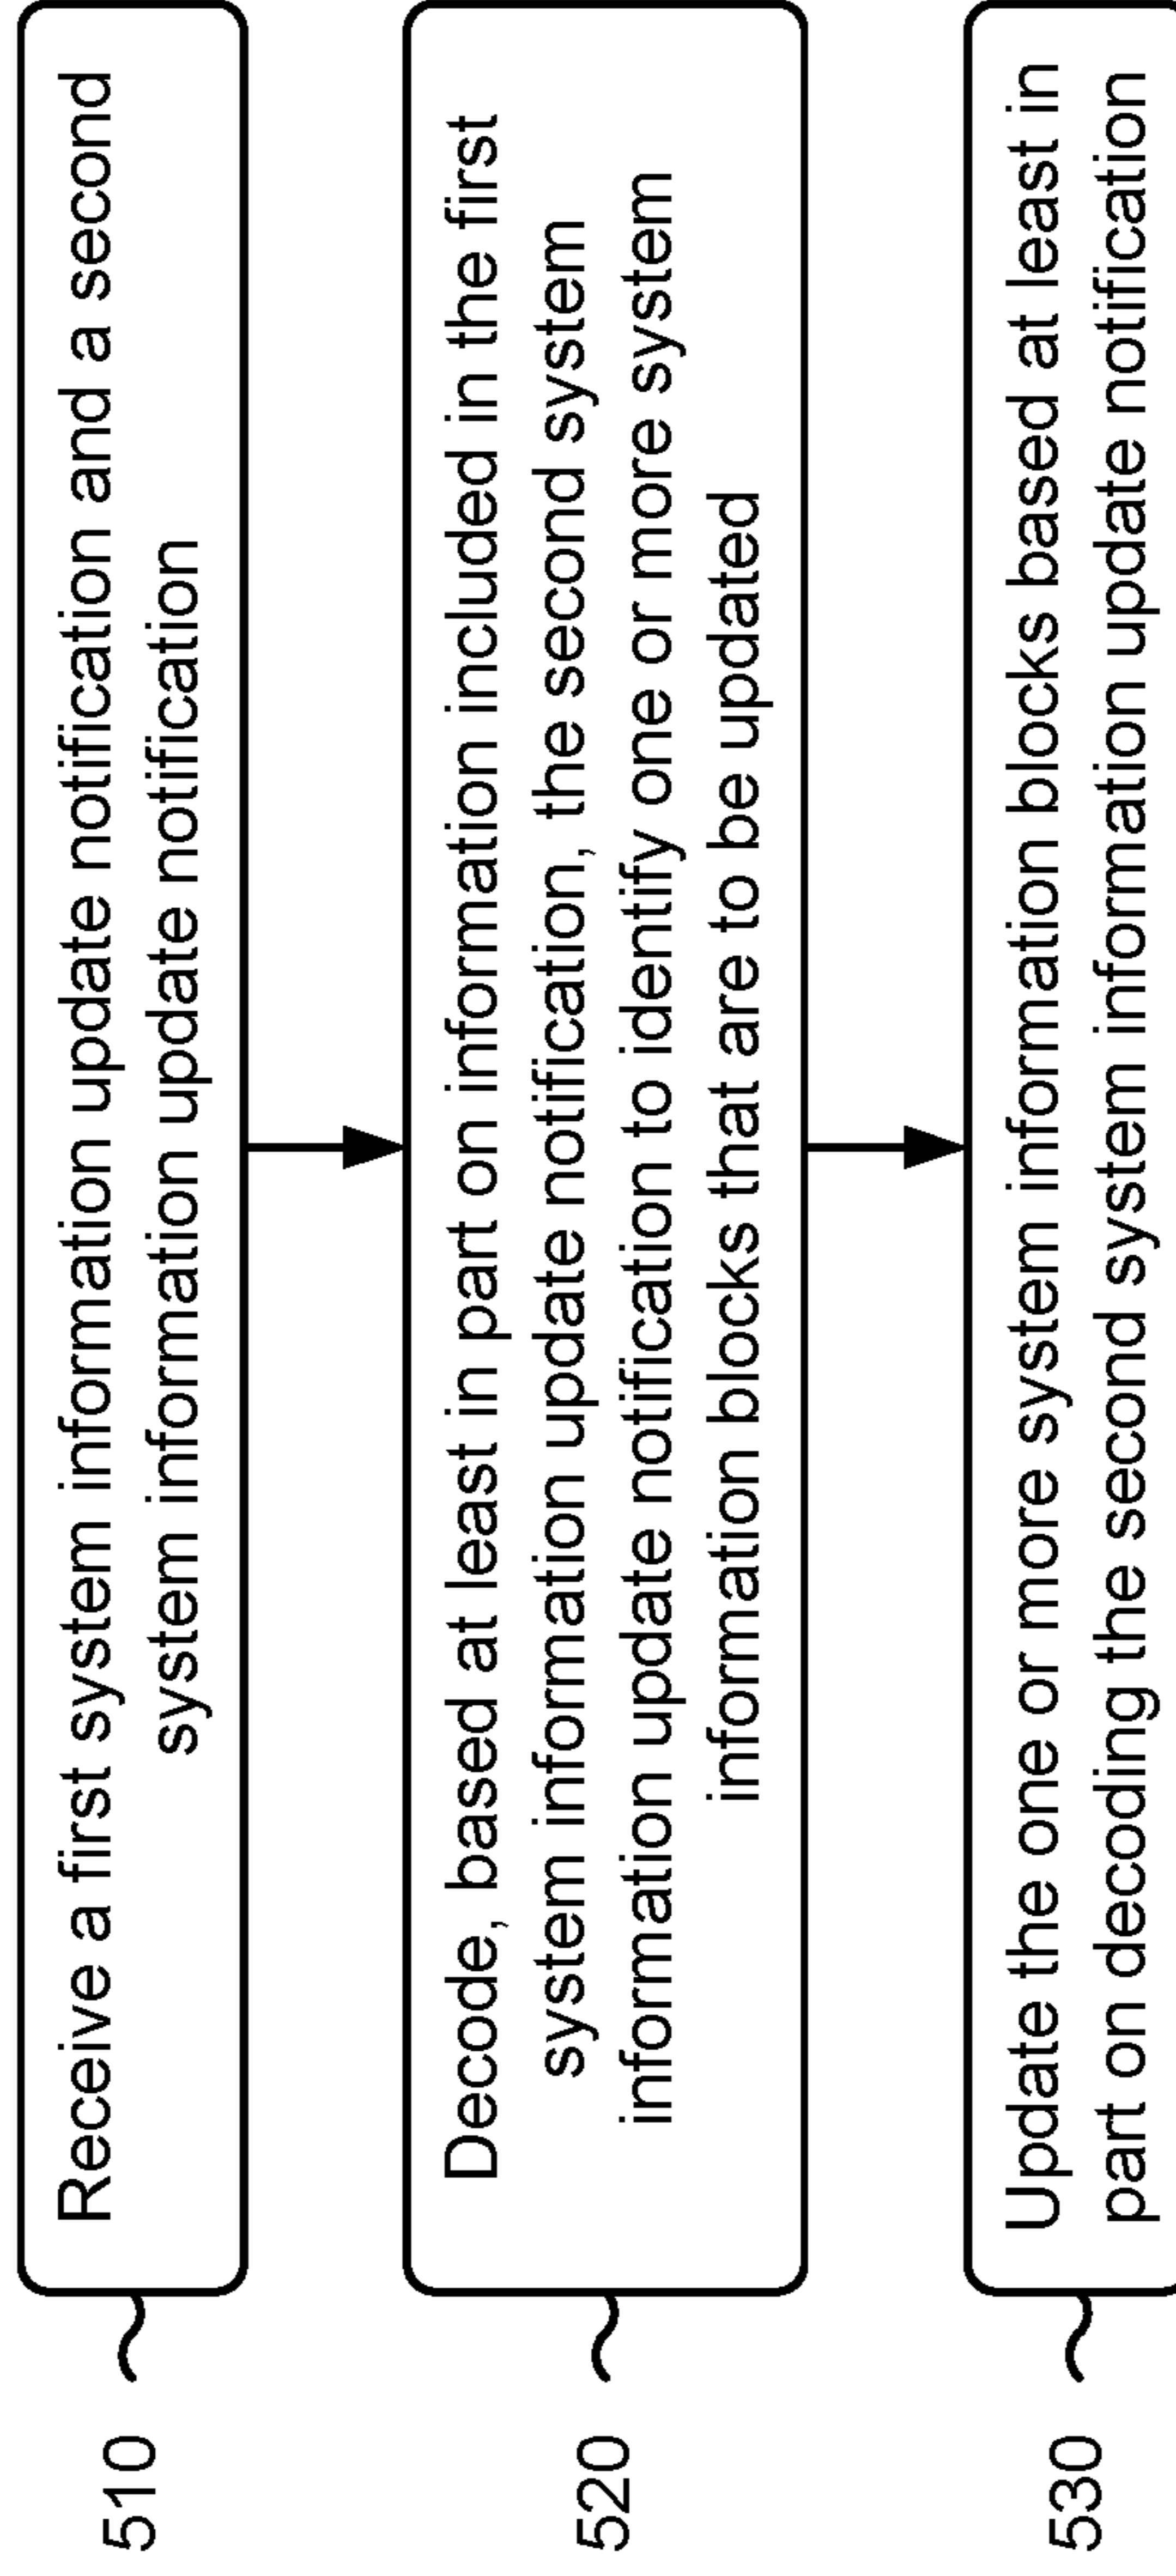 510
Receive a first system information update notification and a second
system information update notification
520
Decode, based at least in part on information included in the first
system information update notification, the second system
information update notification to identify one or more system
information blocks that are to be updated
530
Update the one or more system information blocks based at least in
part on decoding the second system information update notification